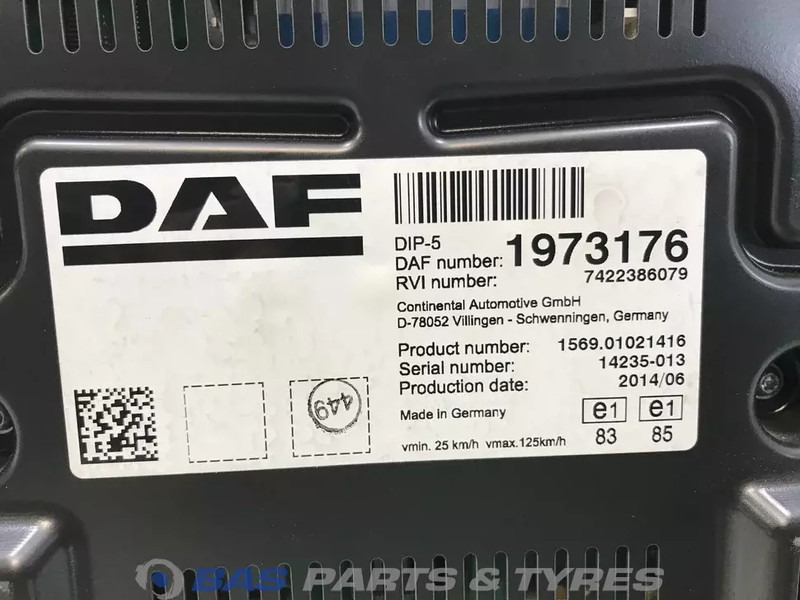 DAF
DIP-5
DAF number: 1973176
RVI number: 7422386079
Continental Automotive GmbH
D-78052 Villingen - Schwenningen, Germany
Product number: 1569.01021416
Serial number: 14235-013
Production date: 2014/06
Made in Germany
e1 e1
83 85
vmin. 25 km/h vmax.125km/h
449
BAS PARTS & TYRES